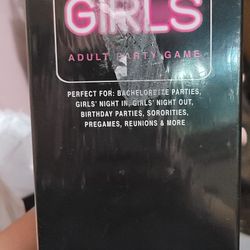 GIRLS
ADULT PARTY GAME
PERFECT FOR: BACHELORETTE PARTIES,
GIRLS' NIGHT IN, GIRLS' NIGHT OUT,
BIRTHDAY PARTIES, SORORITIES,
PREGAMES, REUNIONS & MORE